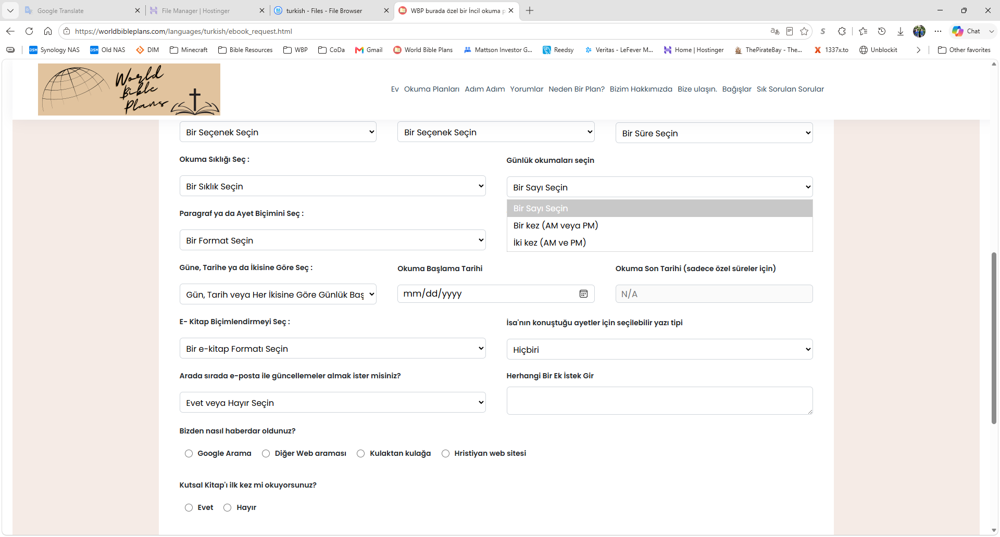 Google Translate
File Manager | Hostinger
turkish - Files - File Browser
WBP burada özel bir İncil okuma p
https://worldbibleplans.com/languages/turkish/ebook_request.html
Chat
Synology NAS
Old NAS
DIM
Minecraft
Bible Resources
WBP
CoDa
Gmail
World Bible Plans
Mattson Investor G...
Reedsy
Veritas - LeFever M...
Home | Hostinger
ThePirateBay - The...
1337x.to
Unblockit
Other favorites
World
Bible
Plans
Ev Okuma Planları Adım Adım Yorumlar Neden Bir Plan? Bizim Hakkımızda Bize ulaşın. Bağışlar Sık Sorulan Sorular
Bir Seçenek Seçin
Bir Seçenek Seçin
Bir Süre Seçin
Okuma Sıklığı Seç :
Günlük okumaları seçin
Bir Sıklık Seçin
Bir Sayı Seçin
Bir Sayı Seçin
Bir kez (AM veya PM)
İki kez (AM ve PM)
Paragraf ya da Ayet Biçimini Seç :
Bir Format Seçin
Güne, Tarihe ya da İkisine Göre Seç :
Okuma Başlama Tarihi
Okuma Son Tarihi (sadece özel süreler için)
Gün, Tarih veya Her İkisine Göre Günlük Baş
mm/dd/yyyy
N/A
E- Kitap Biçimlendirmeyi Seç :
İsa'nın konuştuğu ayetler için seçilebilir yazı tipi
Bir e-kitap Formatı Seçin
Hiçbiri
Arada sırada e-posta ile güncellemeler almak ister misiniz?
Herhangi Bir Ek İstek Gir
Evet veya Hayır Seçin
Bizden nasıl haberdar oldunuz?
Google Arama
Diğer Web araması
Kulaktan kulağa
Hristiyan web sitesi
Kutsal Kitap'ı ilk kez mi okuyorsunuz?
Evet
Hayır